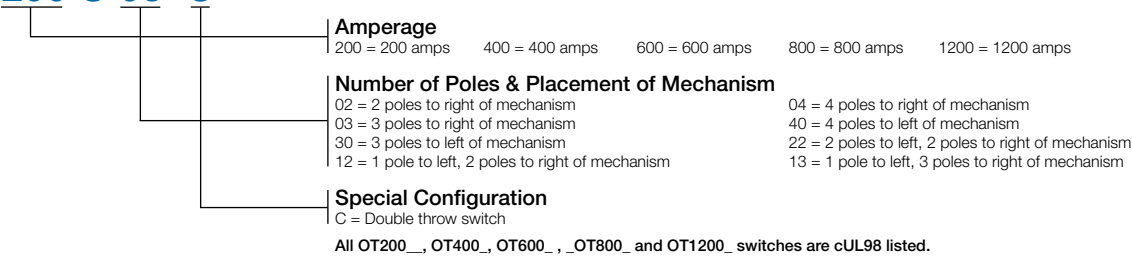 Amperage
200 = 200 amps 400 = 400 amps 600 = 600 amps 800 = 800 amps 1200 = 1200 amps
Number of Poles & Placement of Mechanism
02 = 2 poles to right of mechanism 04 = 4 poles to right of mechanism
03 = 3 poles to right of mechanism 40 = 4 poles to left of mechanism
30 = 3 poles to left of mechanism 22 = 2 poles to left, 2 poles to right of mechanism
12 = 1 pole to left, 2 poles to right of mechanism 13 = 1 pole to left, 3 poles to right of mechanism
Special Configuration
C = Double throw switch
All OT200__, OT400_, OT600_ , _OT800_ and OT1200_ switches are cUL98 listed.